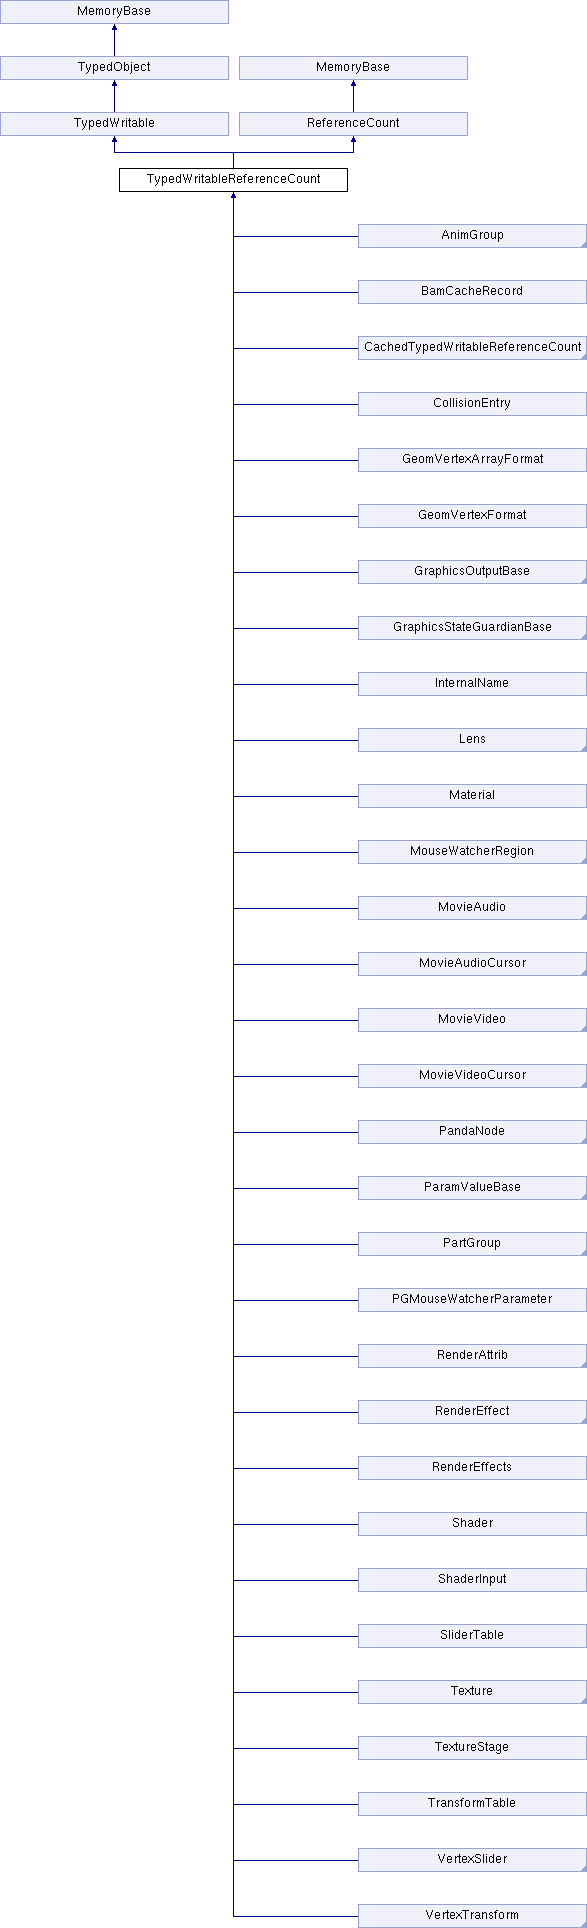 MemoryBase
TypedObject
MemoryBase
TypedWritable
ReferenceCount
TypedWritableReferenceCount
AnimGroup
BamCacheRecord
CachedTypedWritableReferenceCount
CollisionEntry
GeomVertexArrayFormat
GeomVertexFormat
GraphicsOutputBase
GraphicsStateGuardianBase
InternalName
Lens
Material
MouseWatcherRegion
MovieAudio
MovieAudioCursor
MovieVideo
MovieVideoCursor
PandaNode
ParamValueBase
PartGroup
PGMouseWatcherParameter
RenderAttrib
RenderEffect
RenderEffects
Shader
ShaderInput
SliderTable
Texture
TextureStage
TransformTable
VertexSlider
VertexTransform